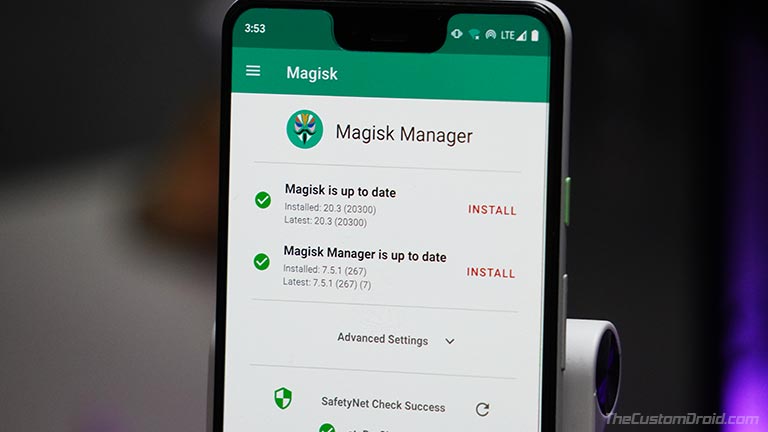 3:53
LTE
Magisk
Magisk Manager
Magisk is up to date
Installed: 20.3 (20300)
Latest: 20.3 (20300)
INSTALL
Magisk Manager is up to date
Installed: 7.5.1 (267)
Latest: 7.5.1 (267) (7)
INSTALL
Advanced Settings
SafetyNet Check Success
TheCustomDroid.com